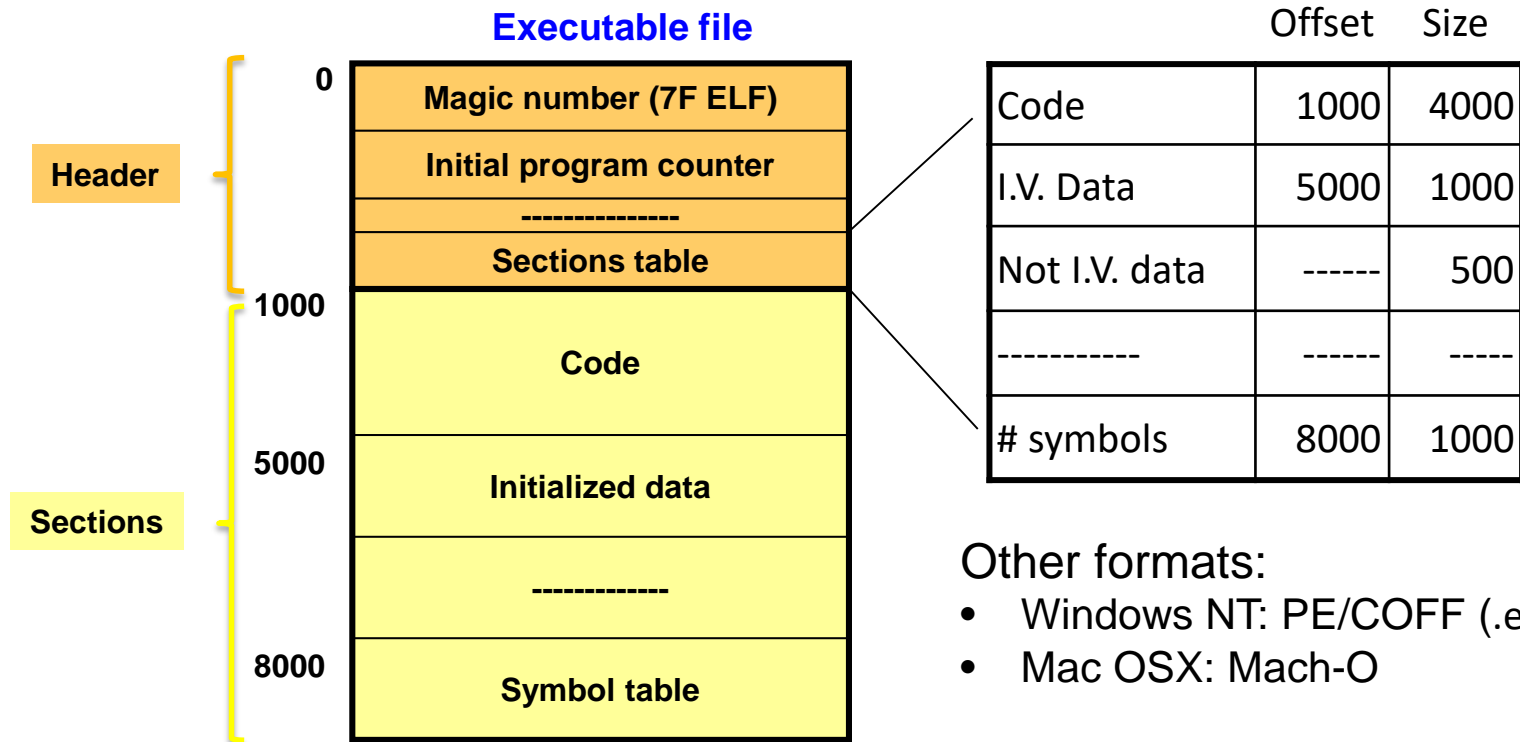 Executable file
0
Magic number (7F ELF)
Initial program counter
---------------
Sections table
Header
1000
Code
5000
Initialized data
-------------
8000
Symbol table
Sections
Offset Size
Code 1000 4000
I.V. Data 5000 1000
Not I.V. data ------ 500
----------- ------ -----
# symbols 8000 1000
Other formats:
• Windows NT: PE/COFF (.e
• Mac OSX: Mach-O